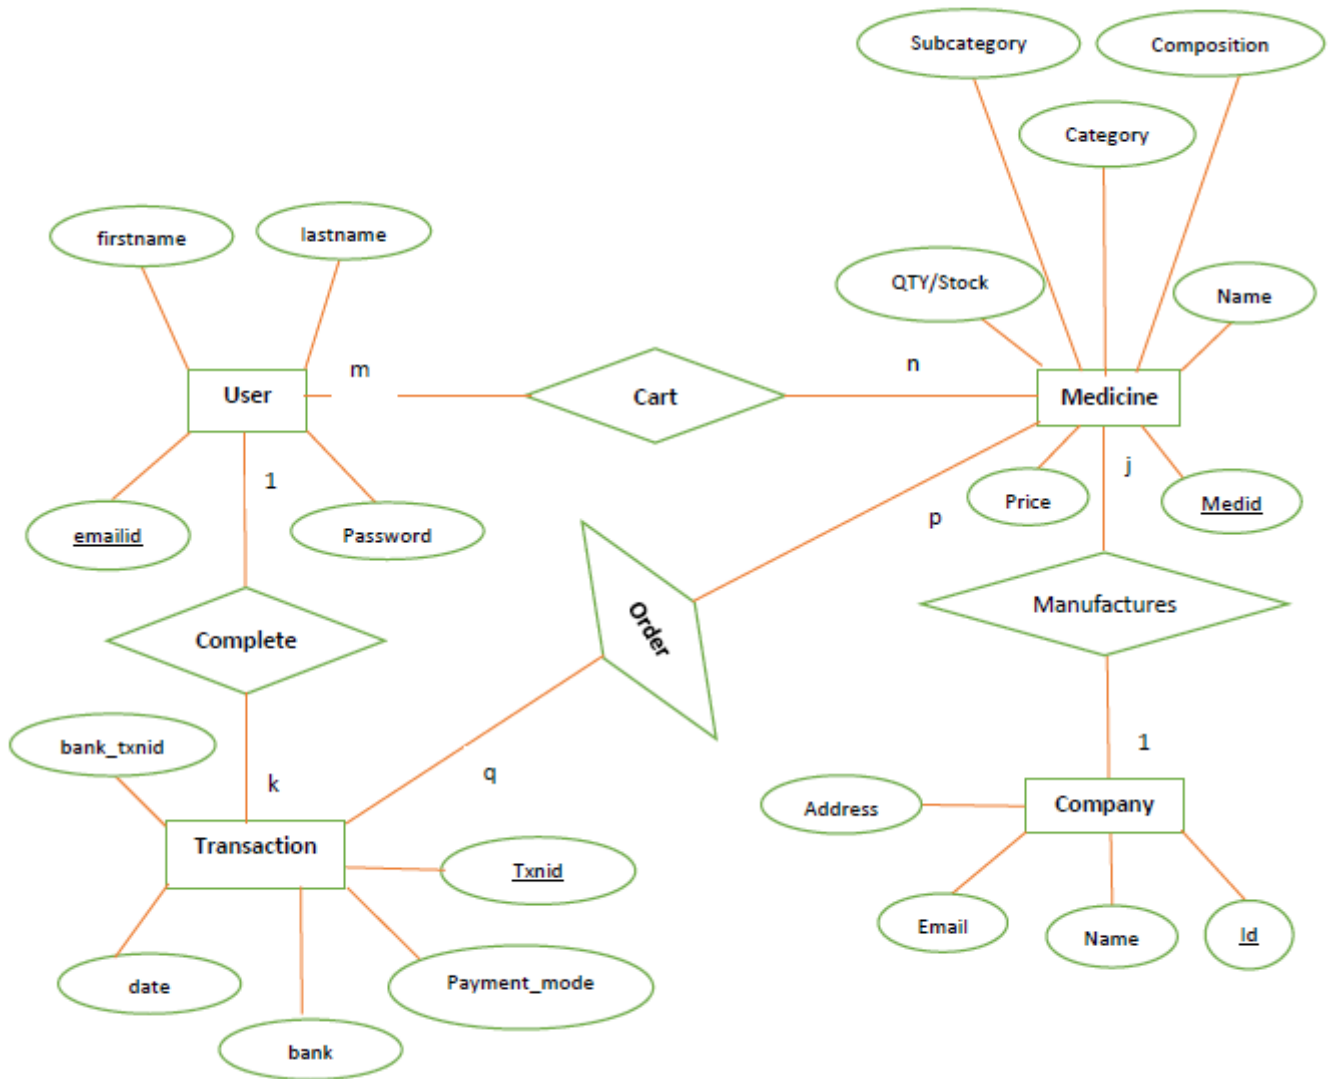 Subcategory
Composition
Category
firstname
lastname
QTY/Stock
Name
m
n
User
Cart
Medicine
1
j
Price
Medid
p
emailid
Password
Order
Manufactures
Complete
bank_txnid
k
q
1
Address
Company
Transaction
Txnid
Email
Name
Id
date
Payment_mode
bank